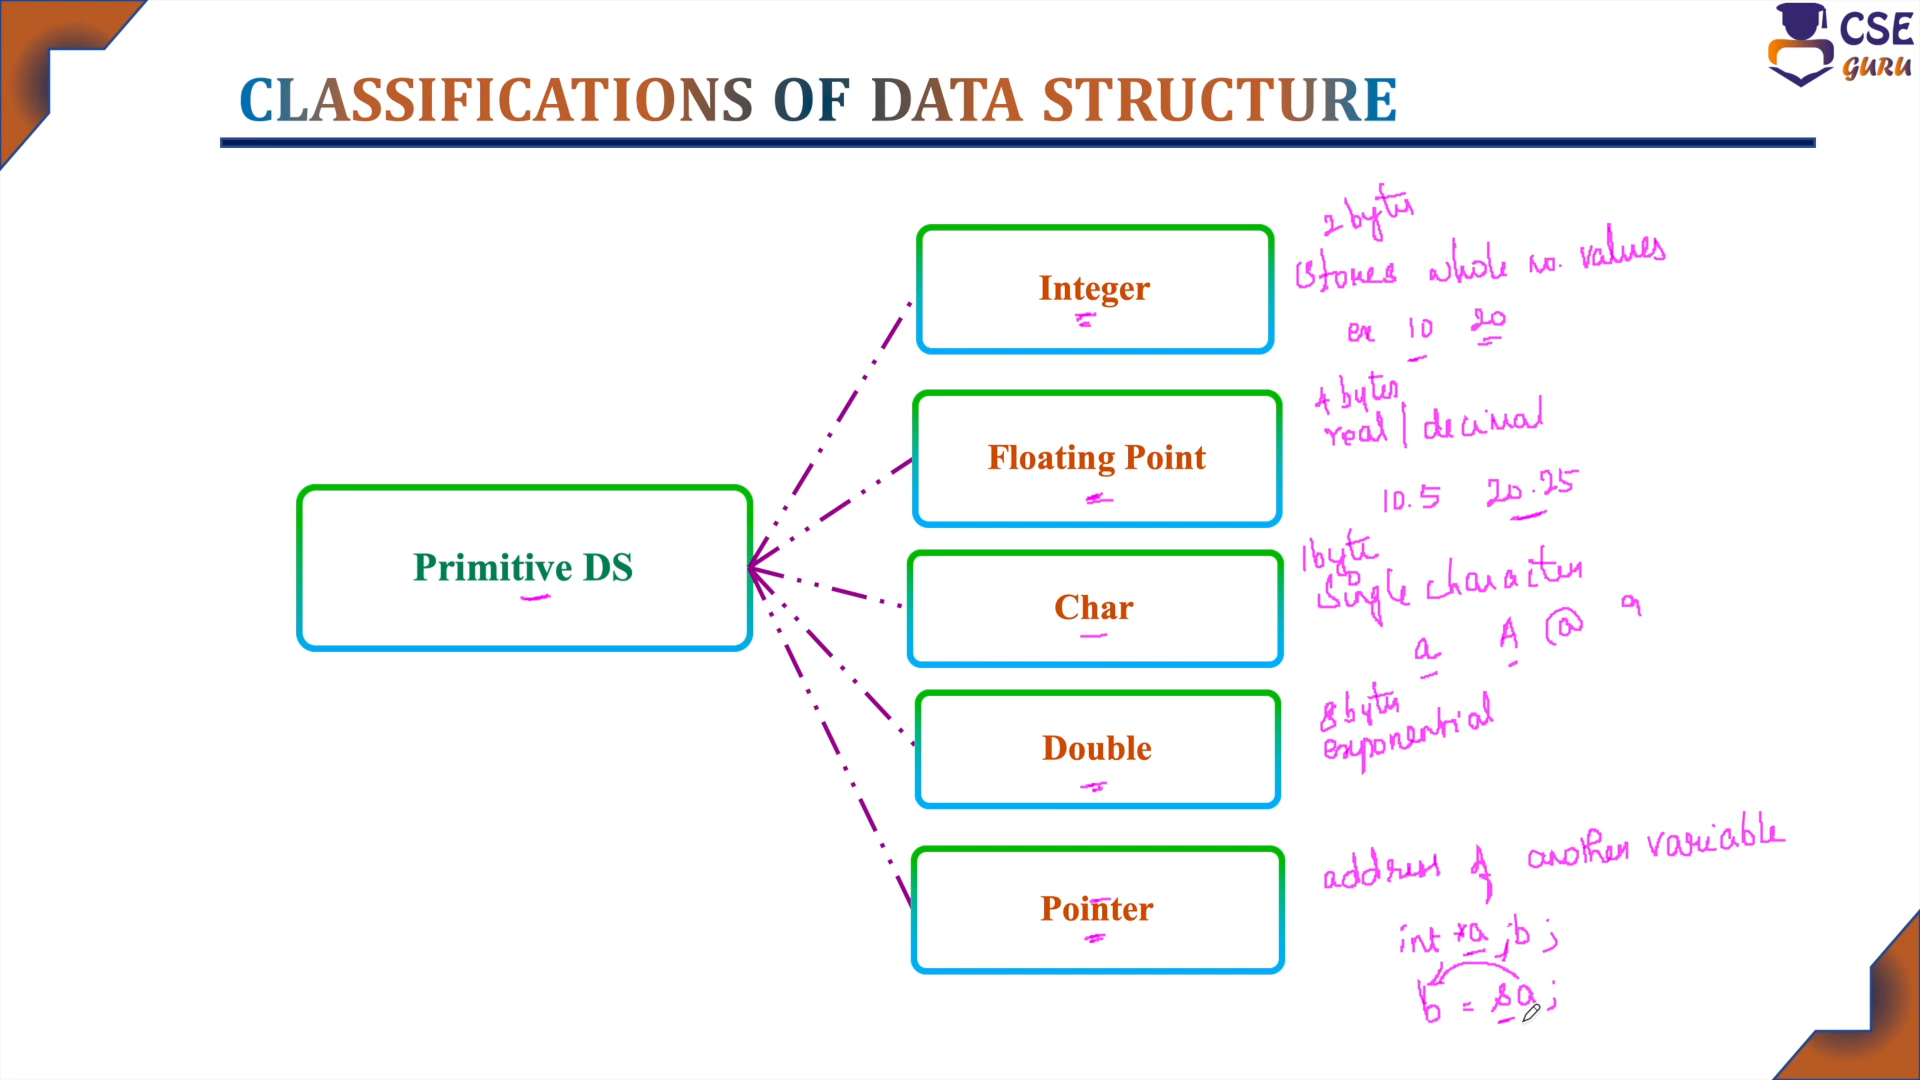 CSE
GURU
CLASSIFICATIONS OF DATA STRUCTURE
2 bytes
Stores whole no. values
Integer
ex 10 20
4 bytes
real | decimal
Floating Point
10.5 20.25
1 byte
Single character
Primitive DS
Char
a A @ 9
8 bytes
exponential
Double
address of another variable
Pointer
int *a, b;
b = &a;